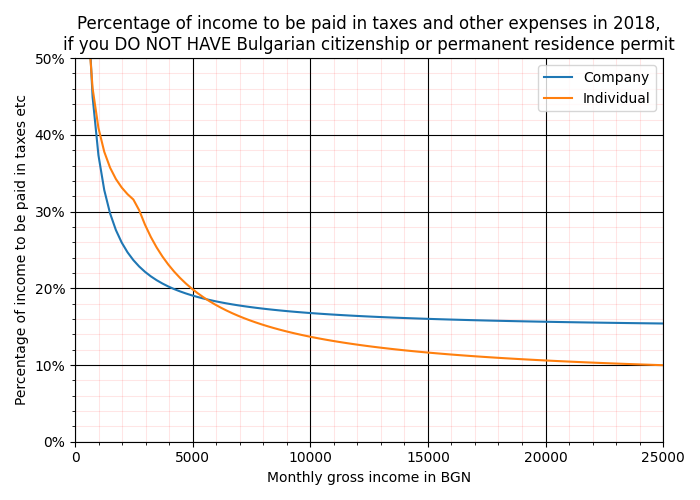 Percentage of income to be paid in taxes and other expenses in 2018,
if you DO NOT HAVE Bulgarian citizenship or permanent residence permit
50%
40%
30%
20%
10%
0%
Percentage of income to be paid in taxes etc
Company
Individual
0
5000
10000
15000
20000
25000
Monthly gross income in BGN